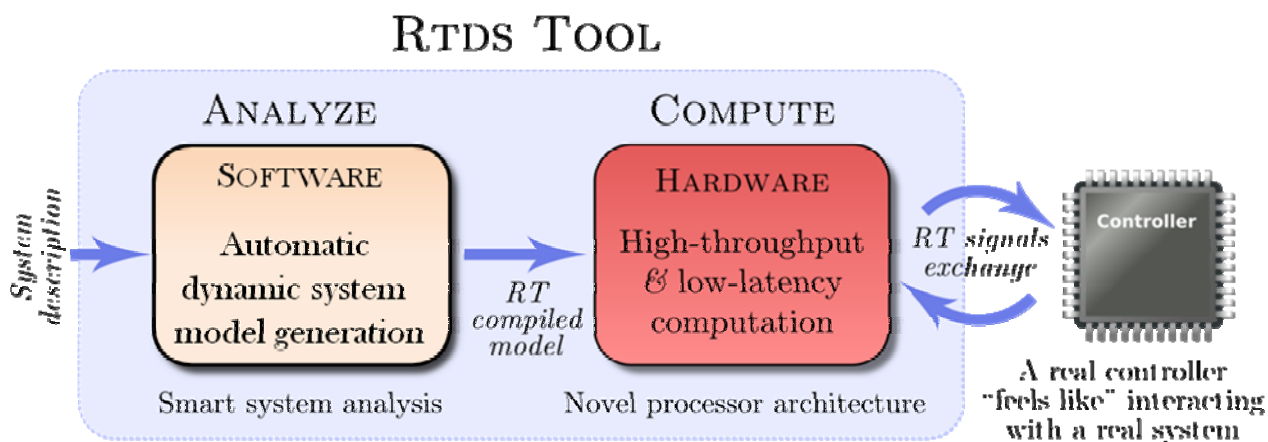 RTDS TOOL
ANALYZE
COMPUTE
System
description
SOFTWARE
Automatic
dynamic system
model generation
RT
compiled
model
HARDWARE
High-throughput
& low-latency
computation
RT signals
exchange
Controller
Smart system analysis
Novel processor architecture
A real controller
"feels like" interacting
with a real system